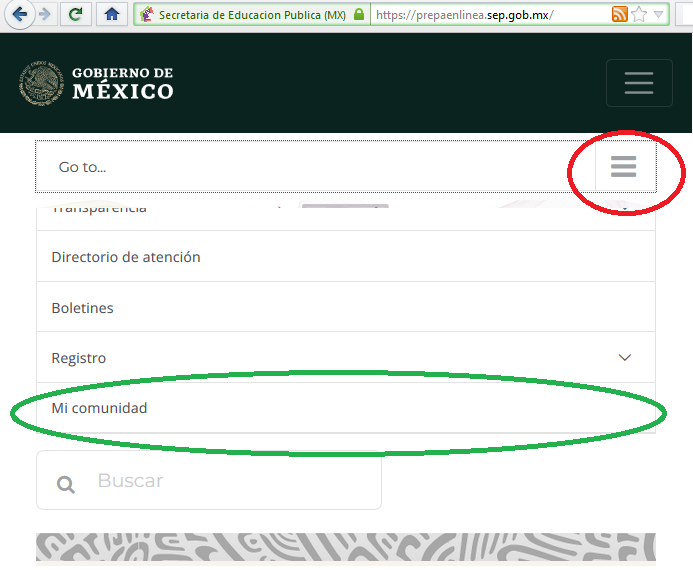 Secretaria de Educacion Publica (MX)
https://prepaenlinea.sep.gob.mx/
GOBIERNO DE
MÉXICO
Go to...
Transparencia
Directorio de atención
Boletines
Registro
Mi comunidad
Buscar